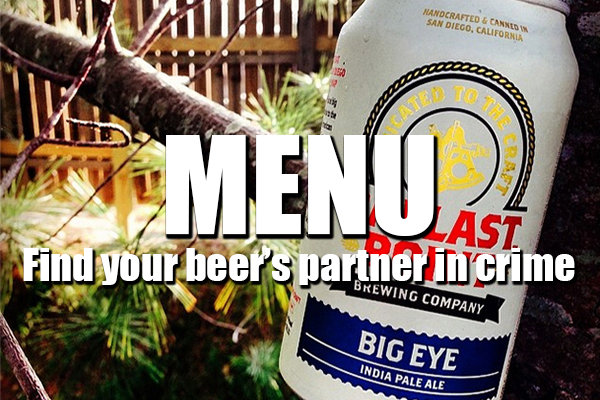 HANDCRAFTED & CANNED IN
SAN DIEGO, CALIFORNIA
TO THE CRAFT
MENU
LAST
Find your beer's partner in crime
BREWING COMPANY
BIG EYE
INDIA PALE ALE